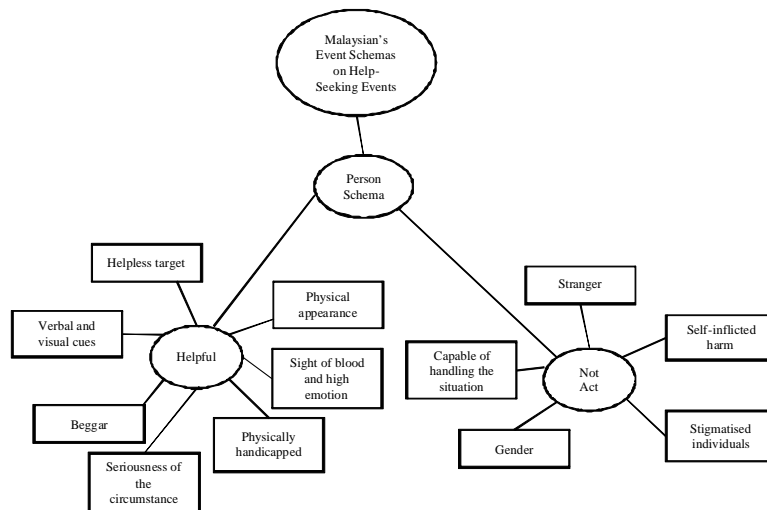 Malaysian's
Event Schemas
on Help-
Seeking Events
Person
Schema
Helpless target
Stranger
Physical
appearance
Verbal and
visual cues
Self-inflicted
harm
Helpful
Capable of
handling the
situation
Sight of blood
and high
emotion
Not
Act
Beggar
Physically
handicapped
Gender
Stigmatised
individuals
Seriousness of
the
circumstance